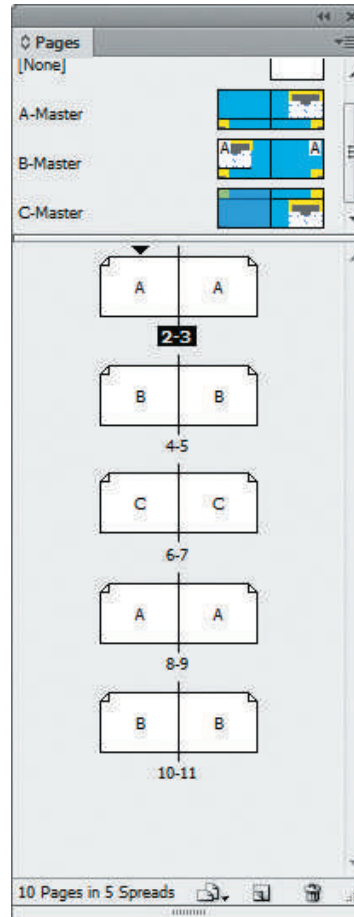 Pages
[None]
A-Master
B-Master
A
A
C-Master
A A
2-3
B B
4-5
C C
6-7
A A
8-9
B B
10-11
10 Pages in 5 Spreads